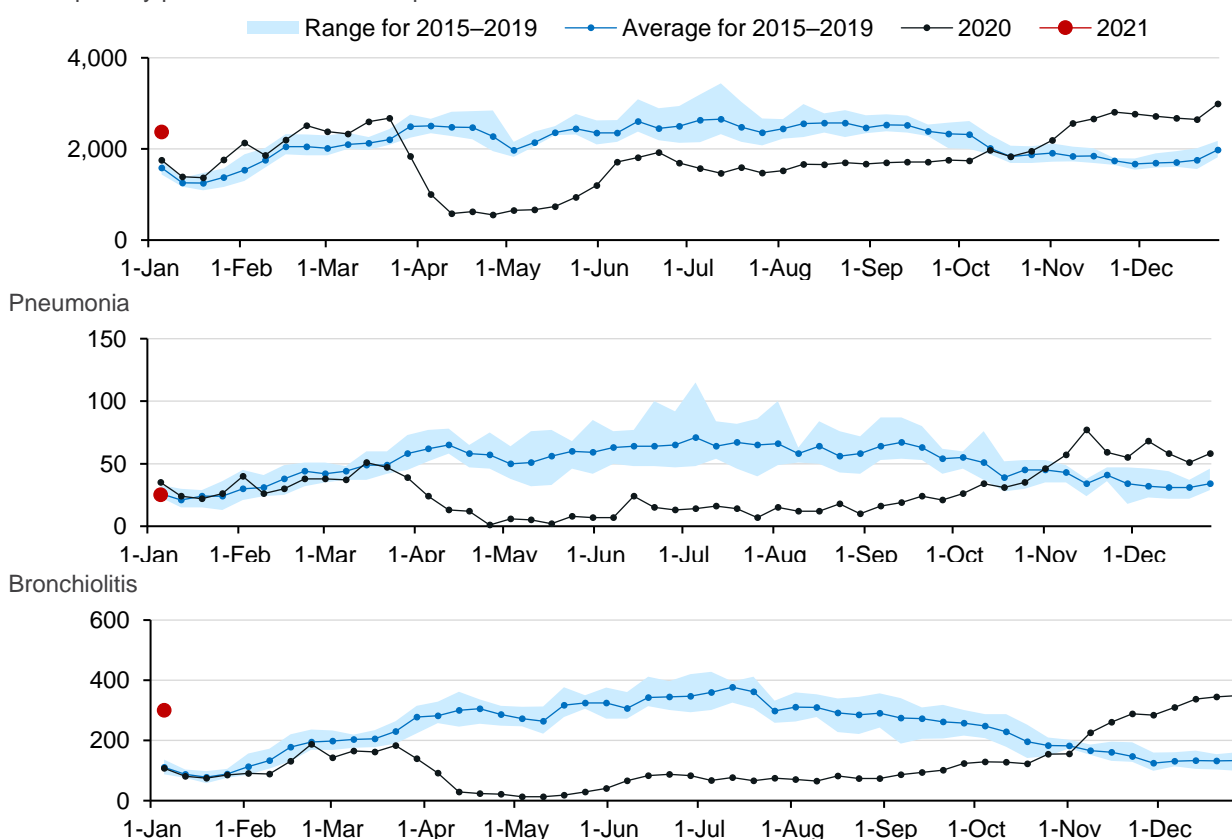 Range for 2015–2019 Average for 2015–2019 2020 2021
4,000
2,000
0
1-Jan 1-Feb 1-Mar 1-Apr 1-May 1-Jun 1-Jul 1-Aug 1-Sep 1-Oct 1-Nov 1-Dec
Pneumonia
150
100
50
0
1-Jan 1-Feb 1-Mar 1-Apr 1-May 1-Jun 1-Jul 1-Aug 1-Sep 1-Oct 1-Nov 1-Dec
Bronchiolitis
600
400
200
0
1-Jan 1-Feb 1-Mar 1-Apr 1-May 1-Jun 1-Jul 1-Aug 1-Sep 1-Oct 1-Nov 1-Dec